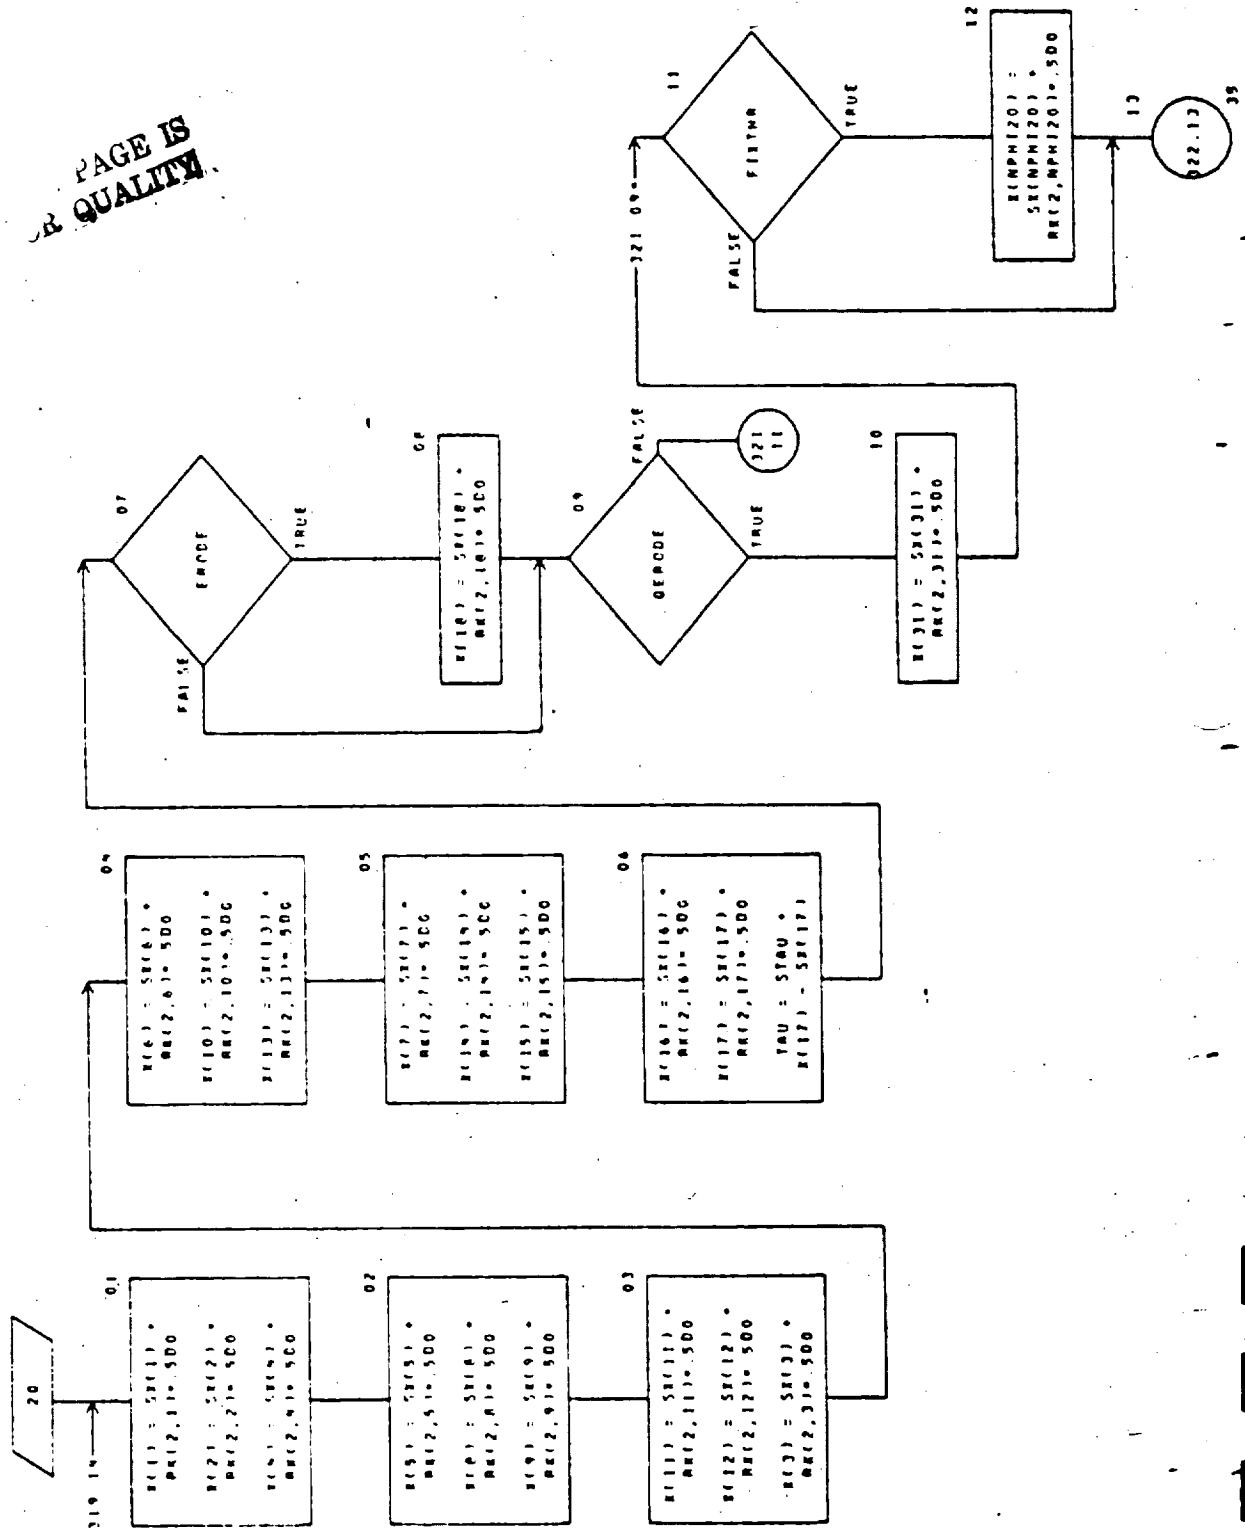 PAGE IS
QUALITY
20
319 14
01
X(1) = SX(1) +
RK(2,1)*.5D0
X(2) = SX(2) +
RK(2,2)*.5D0
X(4) = SX(4) +
RK(2,4)*.5D0
02
X(5) = SX(5) +
RK(2,5)*.5D0
X(8) = SX(8) +
RK(2,8)*.5D0
X(9) = SX(9) +
RK(2,9)*.5D0
03
X(11) = SX(11) +
RK(2,11)*.5D0
X(12) = SX(12) +
RK(2,12)*.5D0
X(3) = SX(3) +
RK(2,3)*.5D0
04
X(6) = SX(6) +
RK(2,6)*.5D0
X(10) = SX(10) +
RK(2,10)*.5D0
X(13) = SX(13) +
RK(2,13)*.5D0
05
X(7) = SX(7) +
RK(2,7)*.5D0
X(14) = SX(14) +
RK(2,14)*.5D0
X(15) = SX(15) +
RK(2,15)*.5D0
06
X(16) = SX(16) +
RK(2,16)*.5D0
X(17) = SX(17) +
RK(2,17)*.5D0
TAU = STAU +
X(17) - SX(17)
07
FALSE
TRUE
08
X(18) = SX(18) +
RK(2,18)*.5D0
09
FALSE
TRUE
321
11
10
X(31) = SX(31) +
RK(2,31)*.5D0
321 09
11
FIXTHR
FALSE
TRUE
12
X(NPHI20) =
SX(NPHI20) +
RK(2,NPHI20)*.5D0
13
322.13
35